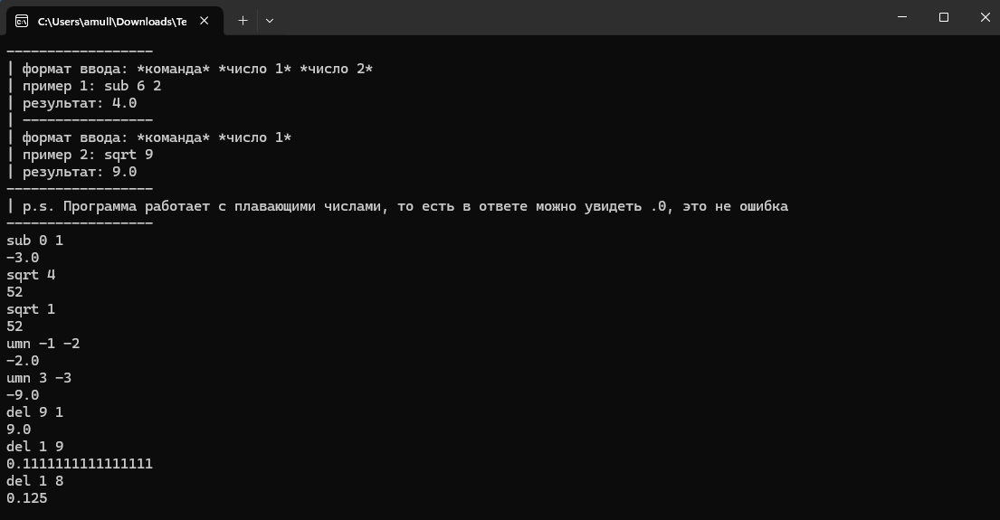 C:\Users\amull\Downloads\Te
------------------
| формат ввода: *команда* *число 1* *число 2*
| пример 1: sub 6 2
| результат: 4.0
| ----------------
| формат ввода: *команда* *число 1*
| пример 2: sqrt 9
| результат: 9.0
------------------
| p.s. Программа работает с плавающими числами, то есть в ответе можно увидеть .0, это не ошибка
------------------
sub 0 1
-3.0
sqrt 4
52
sqrt 1
52
umn -1 -2
-2.0
umn 3 -3
-9.0
del 9 1
9.0
del 1 9
0.1111111111111111
del 1 8
0.125